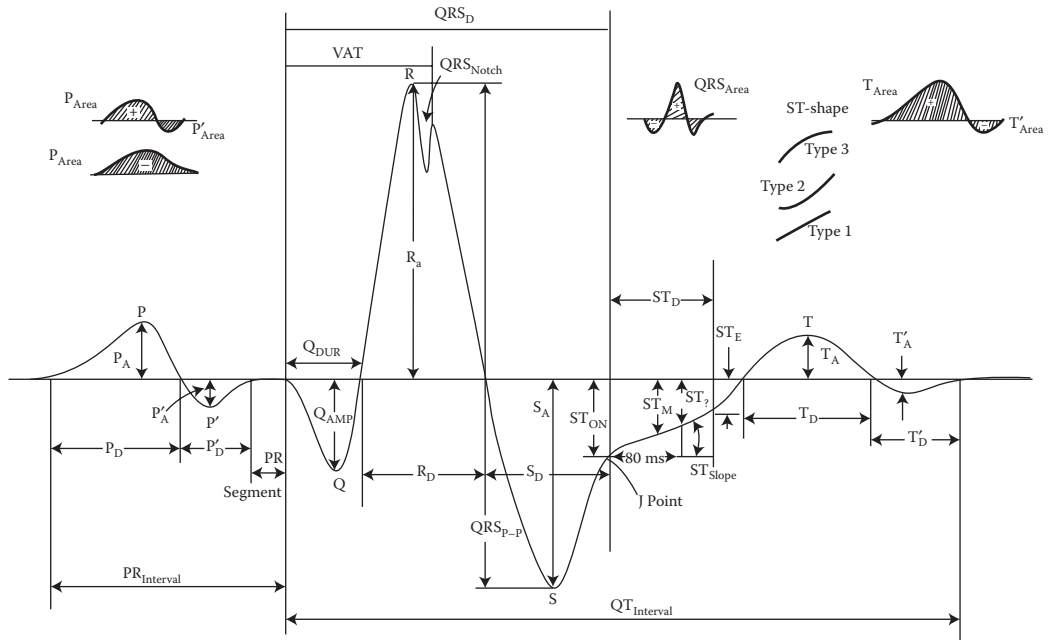 QRS_D
VAT
R
QRS_Notch
P_Area
+
P′_Area
P_Area
−
QRS_Area
−
+
−
T_Area
+
−
T′_Area
ST-shape
Type 3
Type 2
Type 1
R_a
ST_D
P
P_A
P′_A
P′
P_D
P′_D
PR
Segment
Q_DUR
Q_AMP
Q
R_D
S_A
S_D
QRS_P–P
S
ST_ON
ST_M
ST_?
ST_E
80 ms
ST_Slope
J Point
T
T_A
T′_A
T_D
T′_D
PR_Interval
QT_Interval